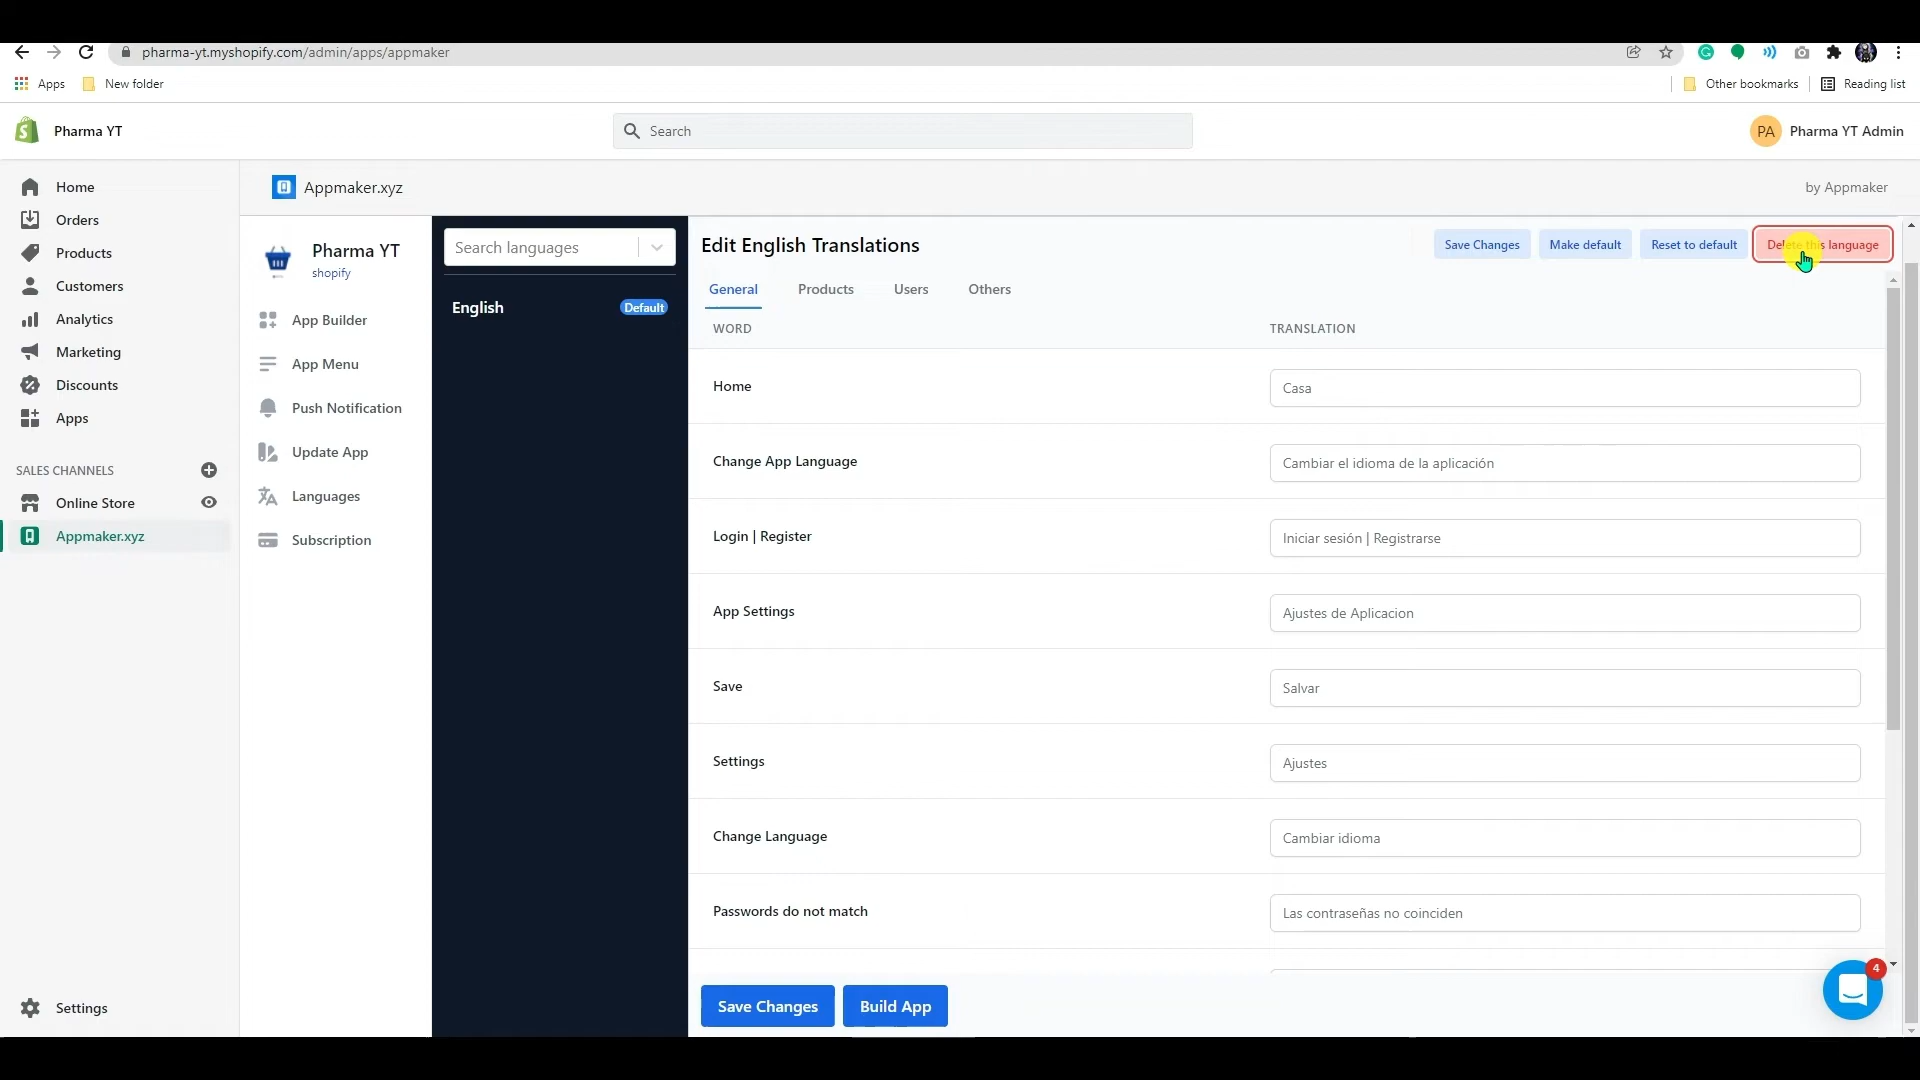 pharma-yt.myshopify.com/admin/apps/appmaker
Apps
New folder
Other bookmarks
Reading list
Pharma YT
Search
PA
Pharma YT Admin
Home
Orders
Products
Customers
Analytics
Marketing
Discounts
Apps
SALES CHANNELS
Online Store
Appmaker.xyz
Settings
Appmaker.xyz
by Appmaker
Pharma YT
shopify
App Builder
App Menu
Push Notification
Update App
Languages
Subscription
Search languages
English
Default
Edit English Translations
Save Changes
Make default
Reset to default
Delete this language
General
Products
Users
Others
WORD
TRANSLATION
Home
Casa
Change App Language
Cambiar el idioma de la aplicación
Login | Register
Iniciar sesión | Registrarse
App Settings
Ajustes de Aplicacion
Save
Salvar
Settings
Ajustes
Change Language
Cambiar idioma
Passwords do not match
Las contraseñas no coinciden
Save Changes
Build App
4